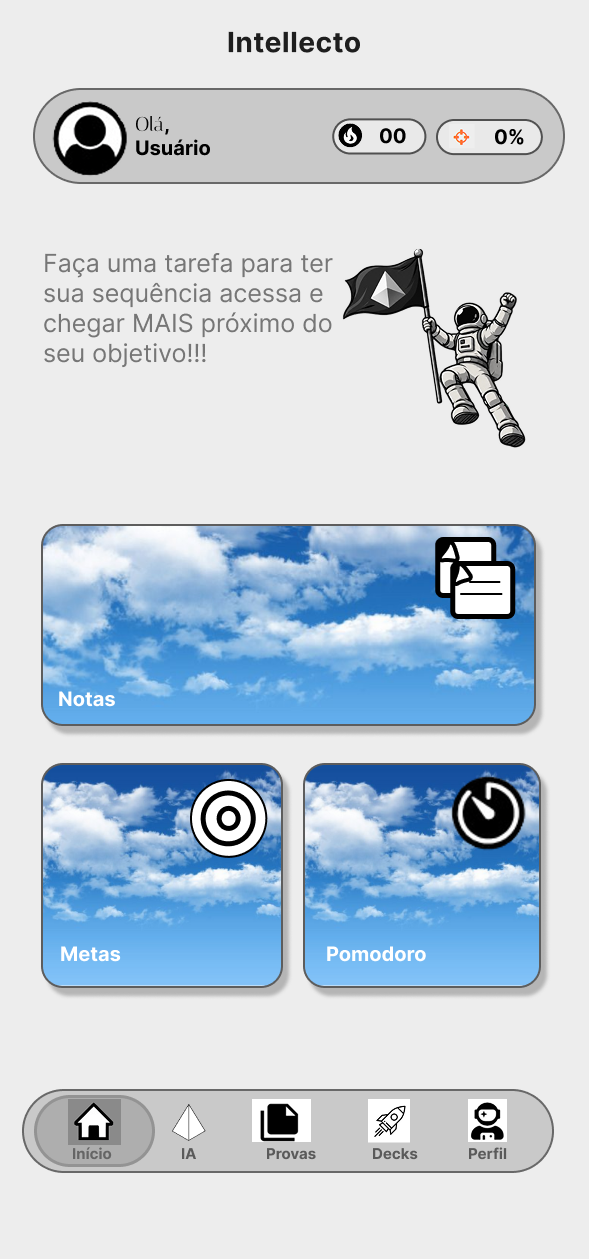 Intellecto
Olá,
Usuário
00
0%
Faça uma tarefa para ter
sua sequência acessa e
chegar MAIS próximo do
seu objetivo!!!
Notas
Metas
Pomodoro
Início
IA
Provas
Decks
Perfil